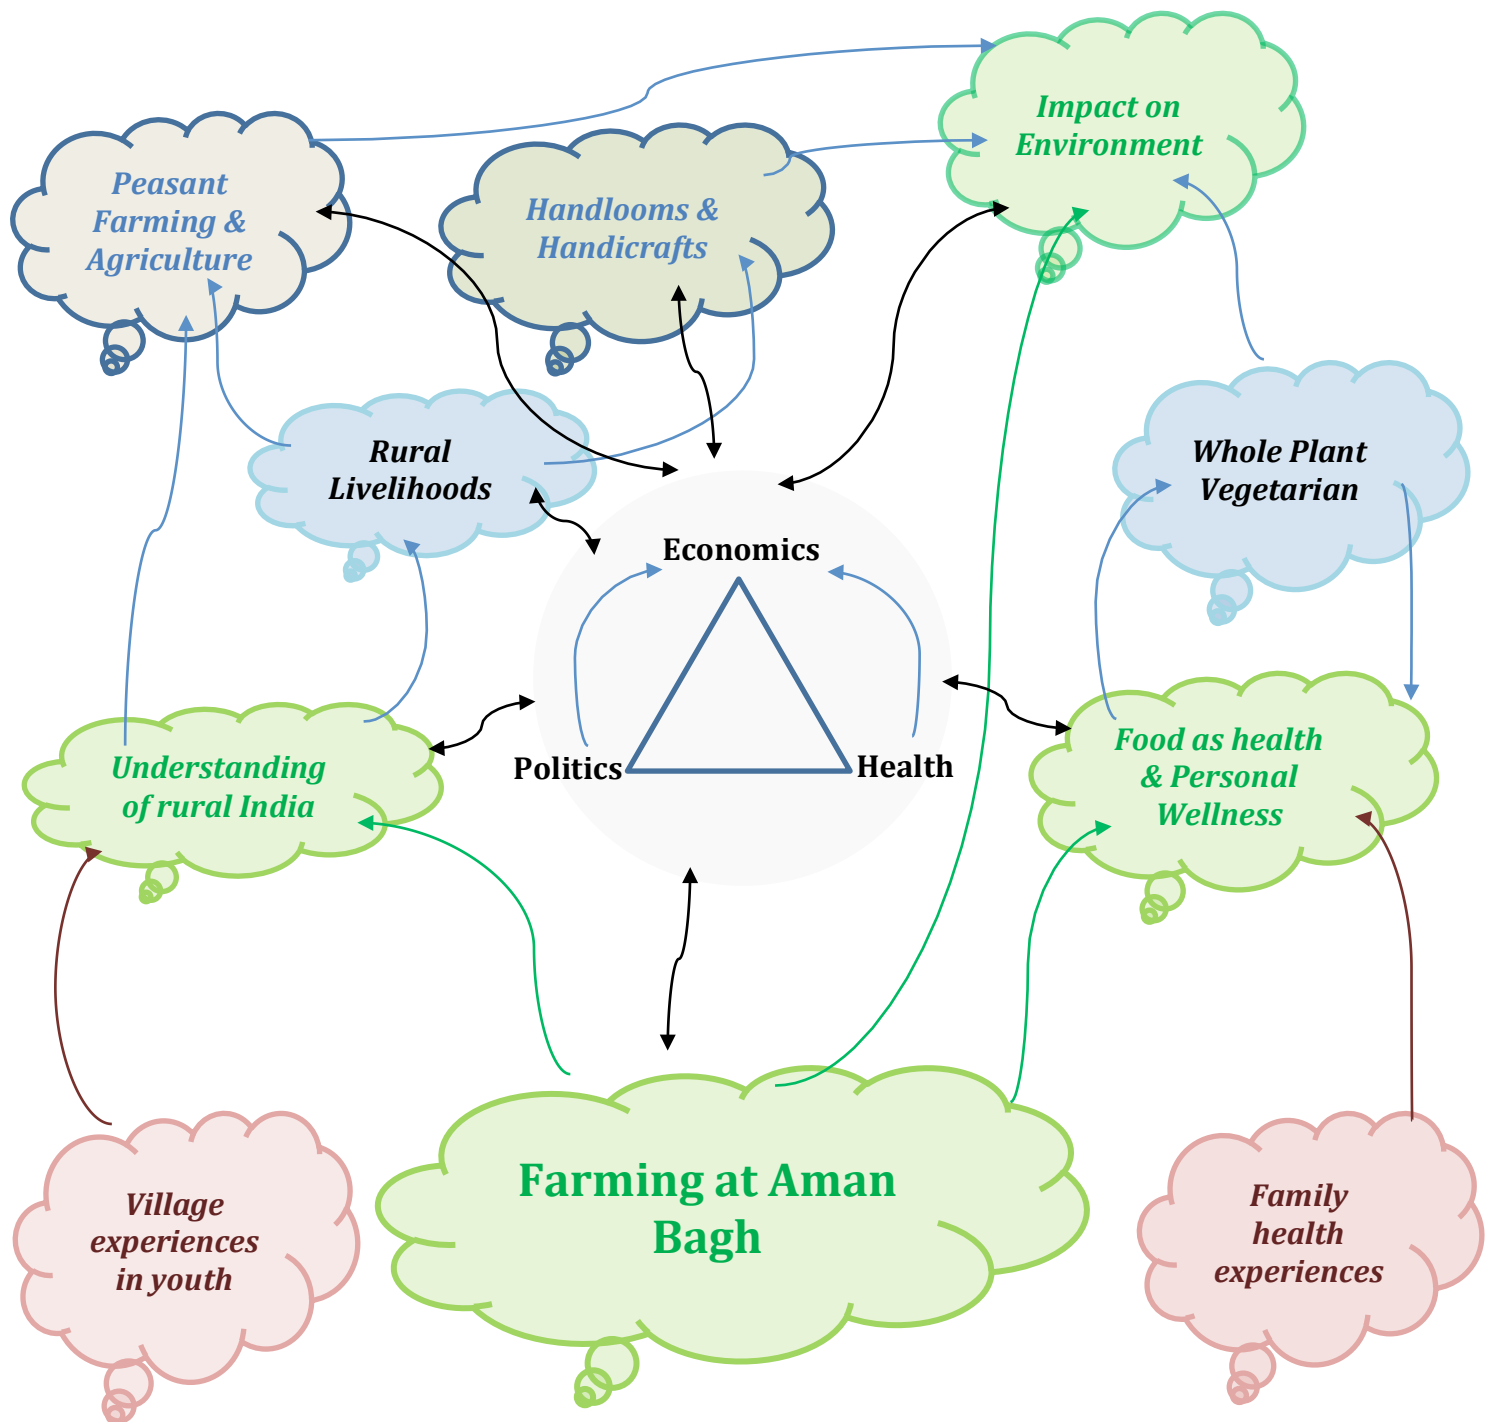 Impact on
Environment
Peasant
Farming &
Agriculture
Handlooms &
Handicrafts
Rural
Livelihoods
Whole Plant
Vegetarian
Economics
Politics
Health
Understanding
of rural India
Food as health
& Personal
Wellness
Farming at Aman
Bagh
Village
experiences
in youth
Family
health
experiences